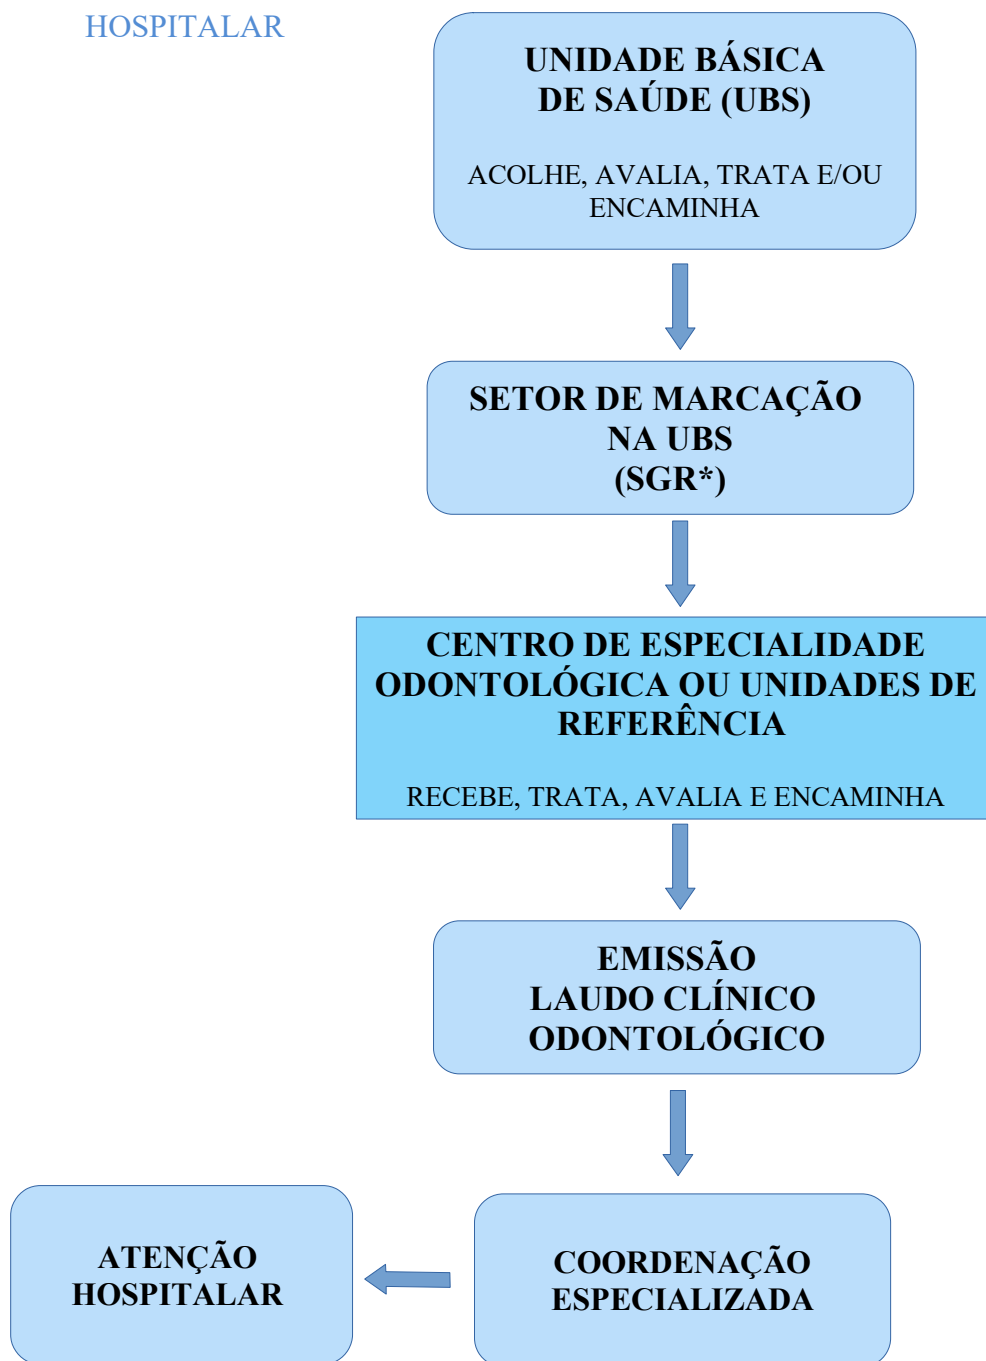 HOSPITALAR
UNIDADE BÁSICA
DE SAÚDE (UBS)
ACOLHE, AVALIA, TRATA E/OU
ENCAMINHA
SETOR DE MARCAÇÃO
NA UBS
(SGR*)
CENTRO DE ESPECIALIDADE
ODONTOLÓGICA OU UNIDADES DE
REFERÊNCIA
RECEBE, TRATA, AVALIA E ENCAMINHA
EMISSÃO
LAUDO CLÍNICO
ODONTOLÓGICO
COORDENAÇÃO
ESPECIALIZADA
ATENÇÃO
HOSPITALAR